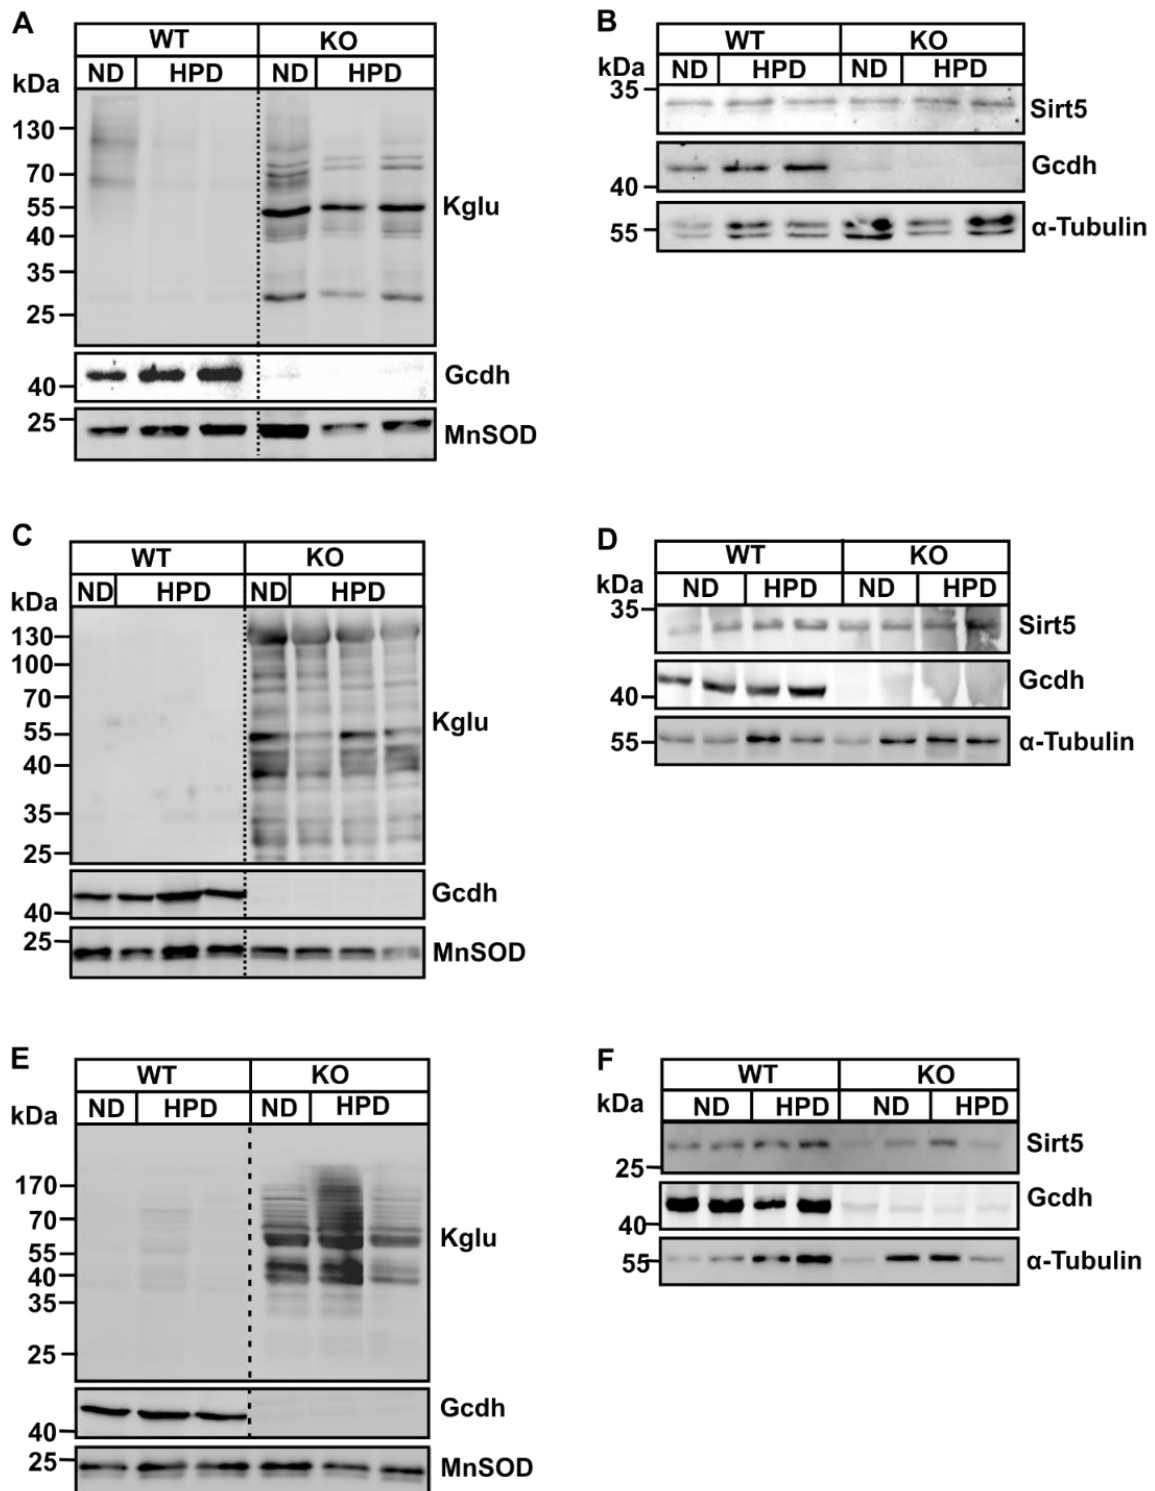 A
WT KO
ND HPD ND HPD
kDa
130
70
55 Kglu
40
35
25
40 Gcdh
25 MnSOD
B
WT KO
kDa ND HPD ND HPD
35 Sirt5
Gcdh
40
55 α-Tubulin
C
WT KO
ND HPD ND HPD
kDa
130
100
70
55 Kglu
40
35
25
Gcdh
40
25 MnSOD
D
WT KO
kDa ND HPD ND HPD
35 Sirt5
40 Gcdh
55 α-Tubulin
E
WT KO
ND HPD ND HPD
kDa
170
70
55 Kglu
40
35
25
Gcdh
40
25 MnSOD
F
WT KO
kDa ND HPD ND HPD
Sirt5
25
Gcdh
40
55 α-Tubulin